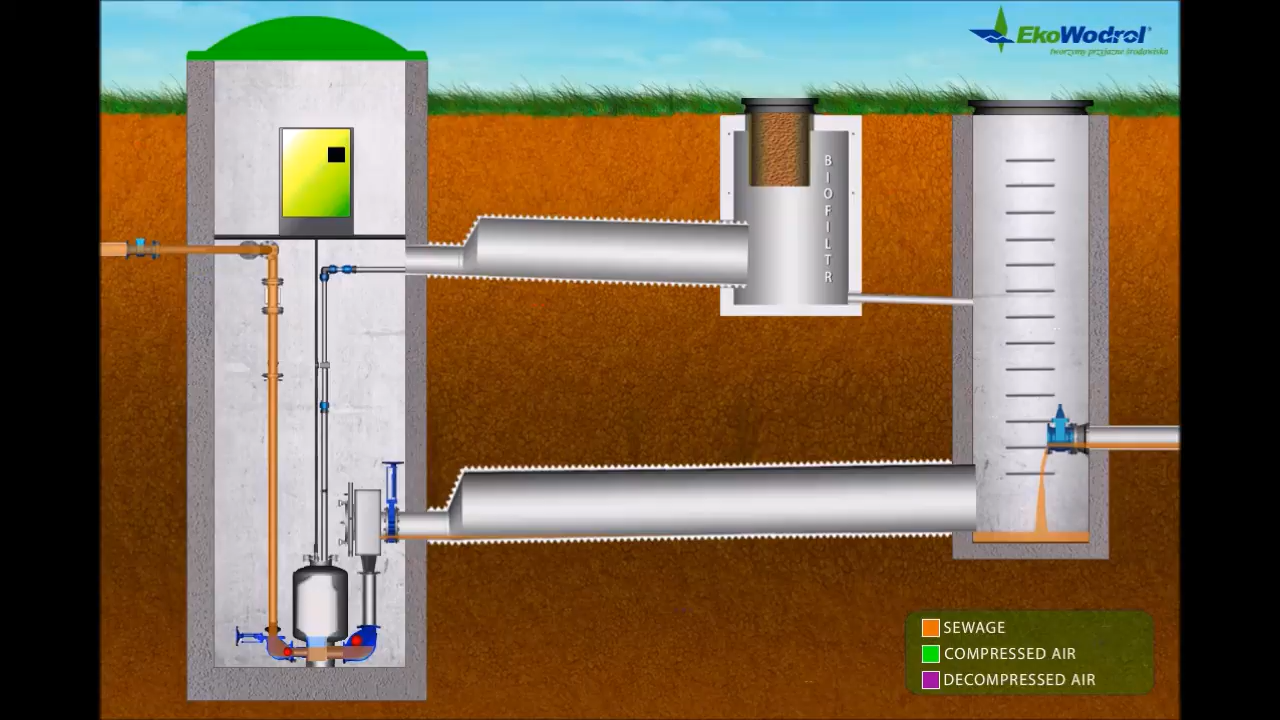 EkoWodrol®
tworzymy przyjazne środowisko
BIOFILTR
SEWAGE
COMPRESSED AIR
DECOMPRESSED AIR